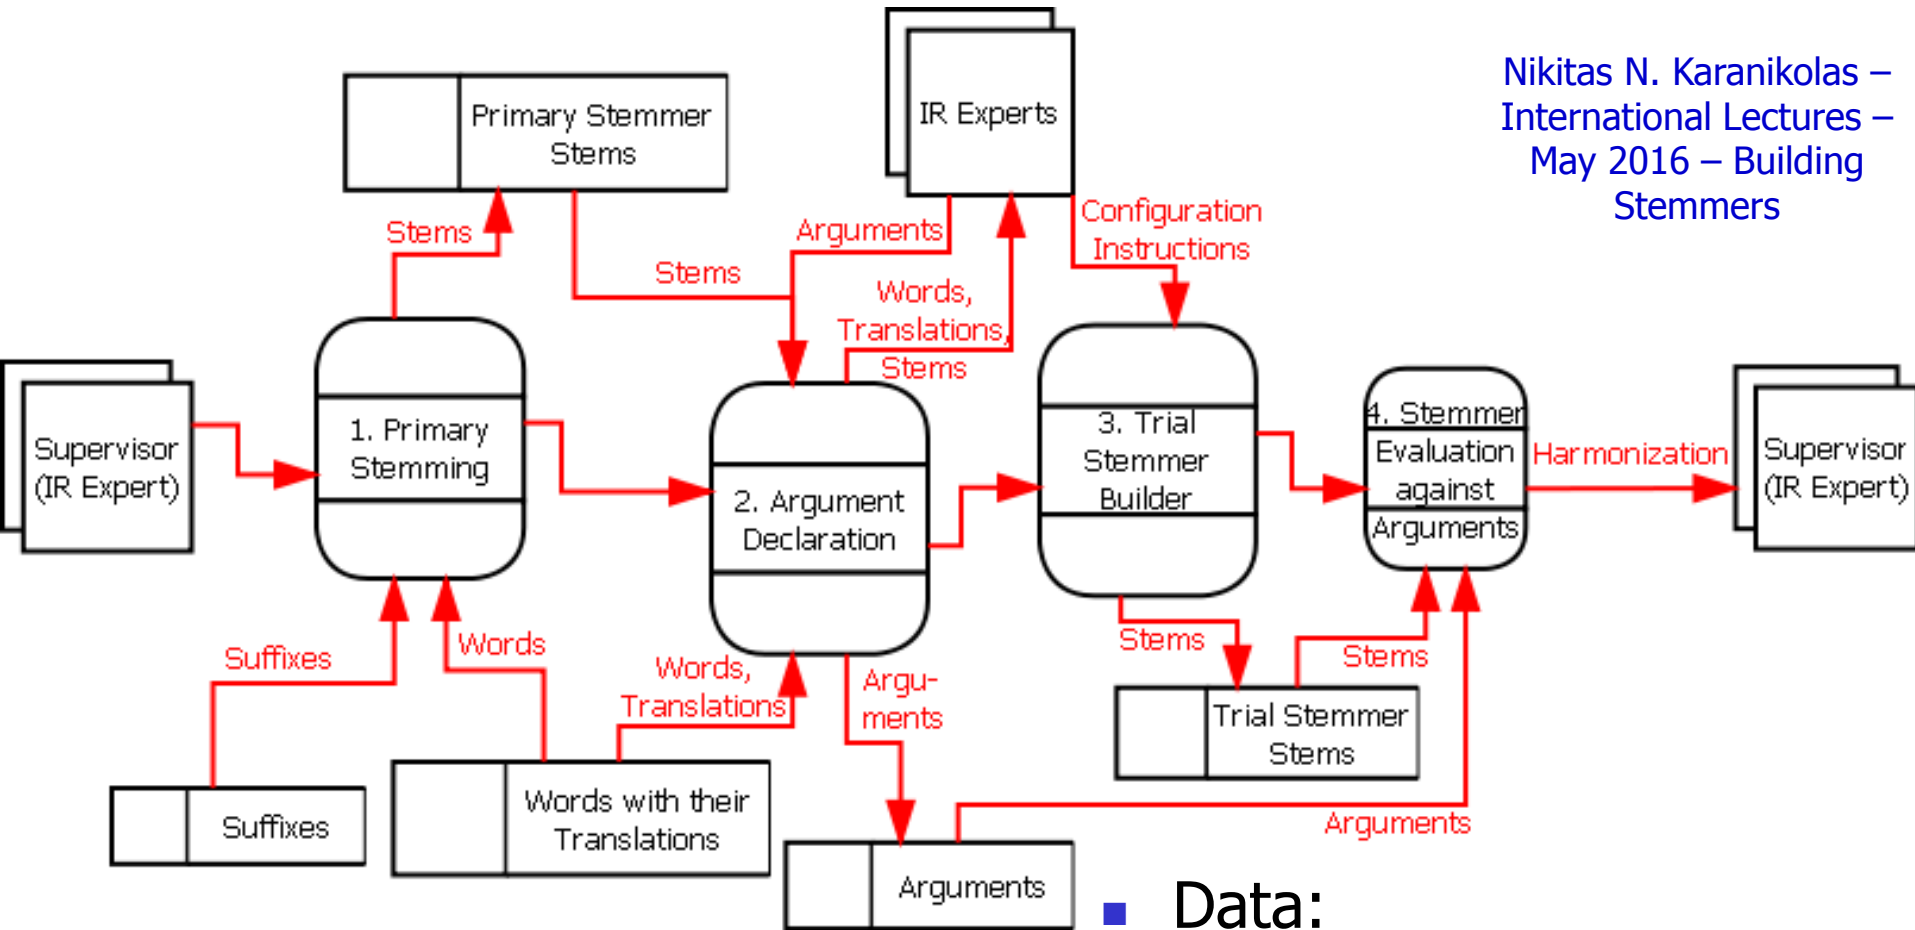 Nikitas N. Karanikolas –
International Lectures –
May 2016 – Building
Stemmers
Primary Stemmer
Stems
IR Experts
Stems
Stems
Arguments
Configuration
Instructions
Words,
Translations,
Stems
Supervisor
(IR Expert)
1. Primary
Stemming
2. Argument
Declaration
3. Trial
Stemmer
Builder
4. Stemmer
Evaluation
against
Arguments
Harmonization
Supervisor
(IR Expert)
Suffixes
Words
Words,
Translations
Argu-
ments
Stems
Stems
Trial Stemmer
Stems
Suffixes
Words with their
Translations
Arguments
Arguments
▪ Data: